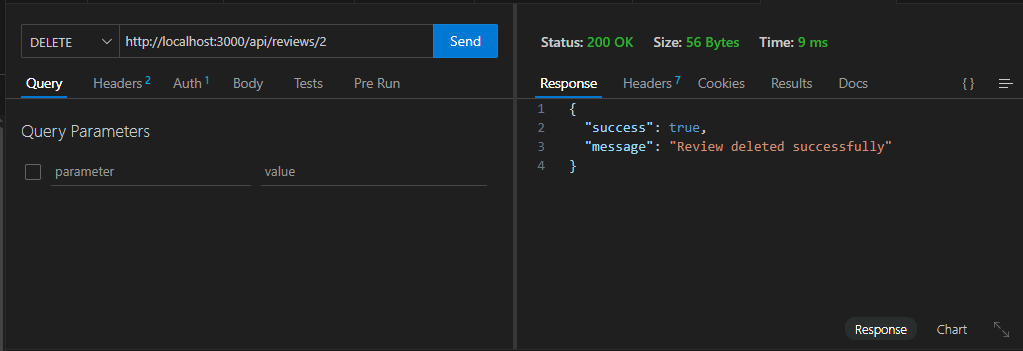 DELETE http://localhost:3000/api/reviews/2 Send
Query Headers 2 Auth 1 Body Tests Pre Run
Query Parameters
parameter value
Status: 200 OK Size: 56 Bytes Time: 9 ms
Response Headers 7 Cookies Results Docs { }
1 {
2 "success": true,
3 "message": "Review deleted successfully"
4 }
Response Chart